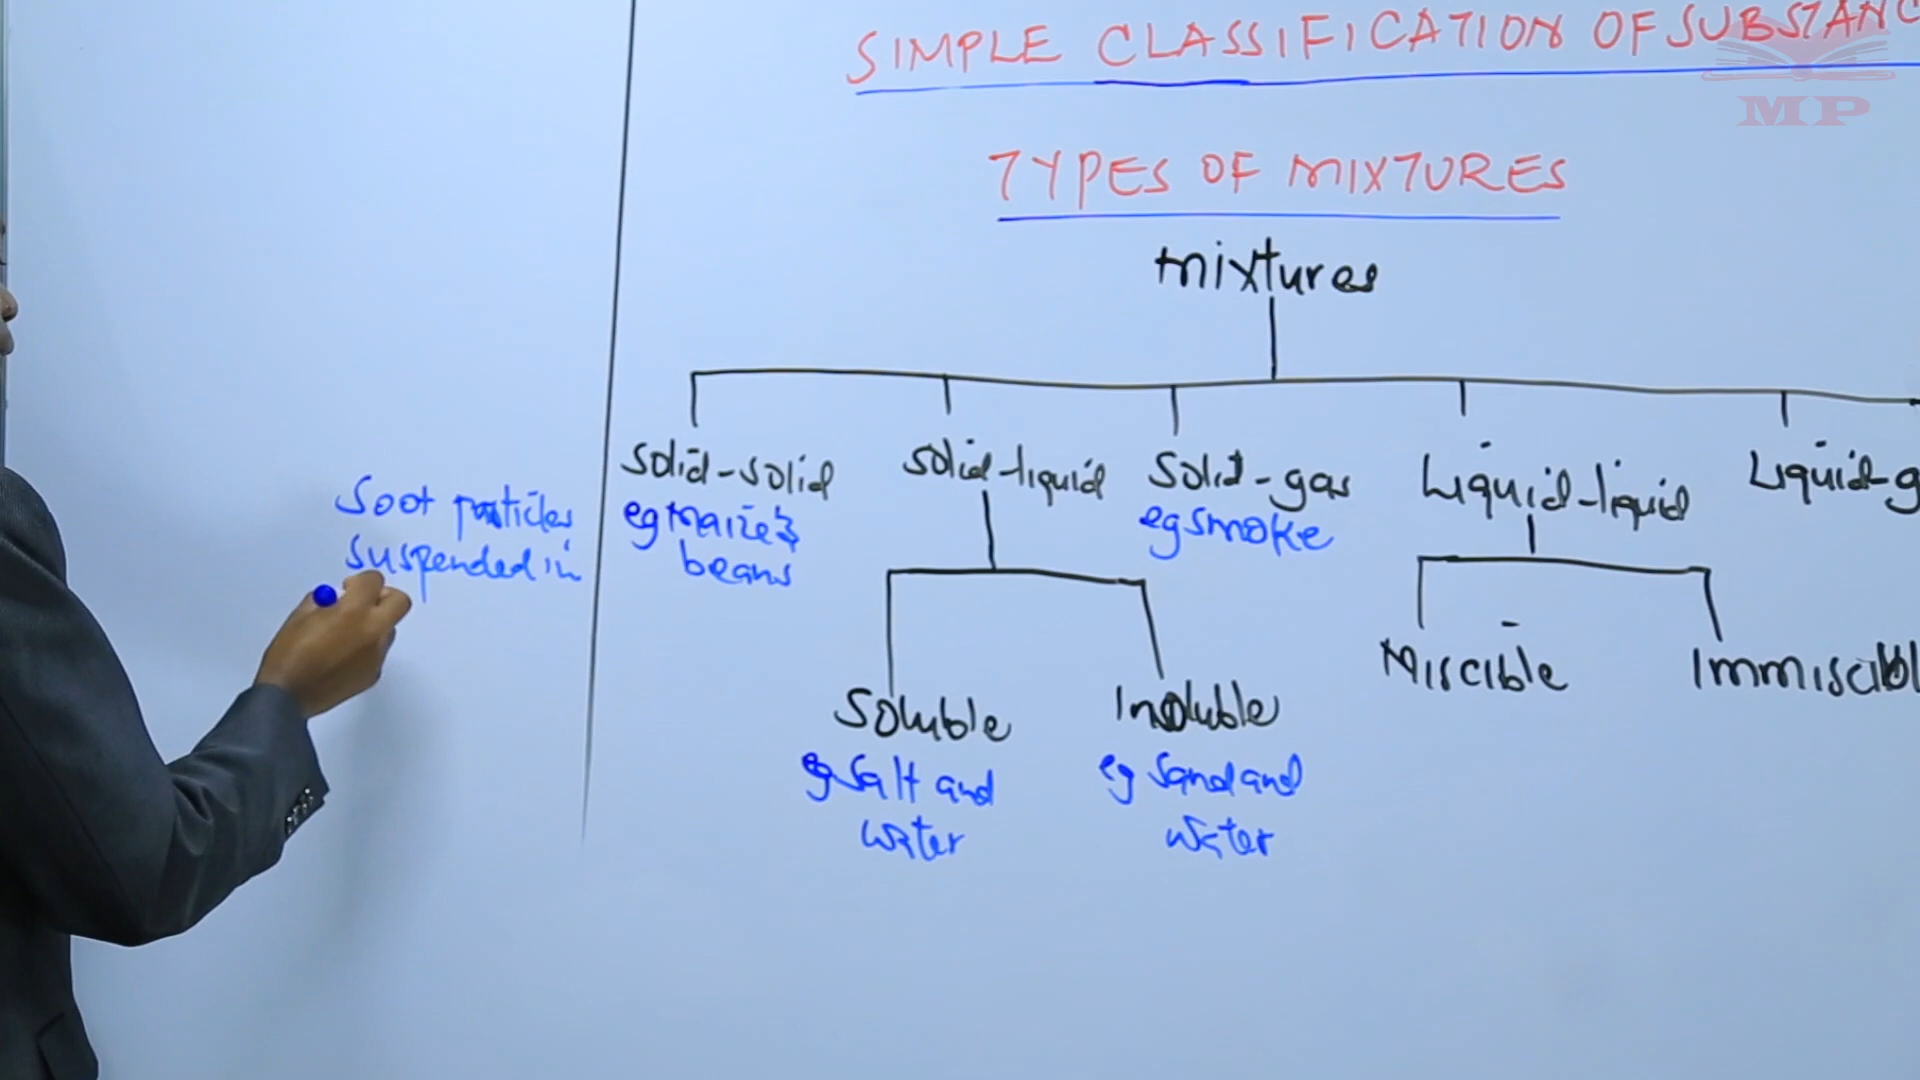 SIMPLE CLASSIFICATION OF SUBSTANC
MP
TYPES OF MIXTURES
mixtures
Solid-Solid
eg Maize &
beans
Solid-liquid
Solid-gas
eg smoke
Liquid-liquid
Liquid-g
Soot particles
suspended in
Soluble
eg Salt and
water
Insoluble
eg Sand and
water
Miscible
Immiscibl